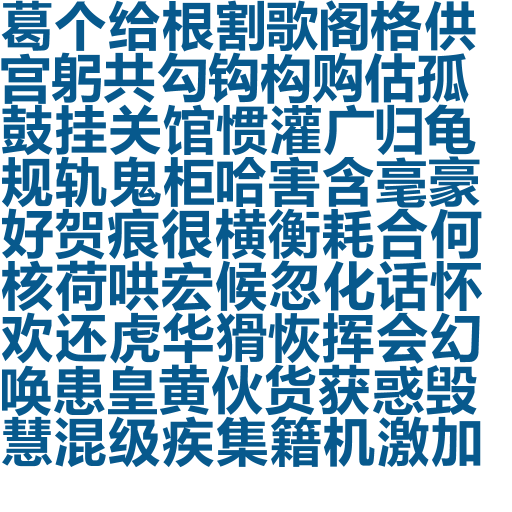 葛个给根割歌阁格供
宫躬共勾钩构购估孤
鼓挂关馆惯灌广归龟
规轨鬼柜哈害含毫豪
好贺痕很横衡耗合何
核荷哄宏候忽化话怀
欢还虎华猾恢挥会幻
唤患皇黄伙货获惑毁
慧混级疾集籍机激加